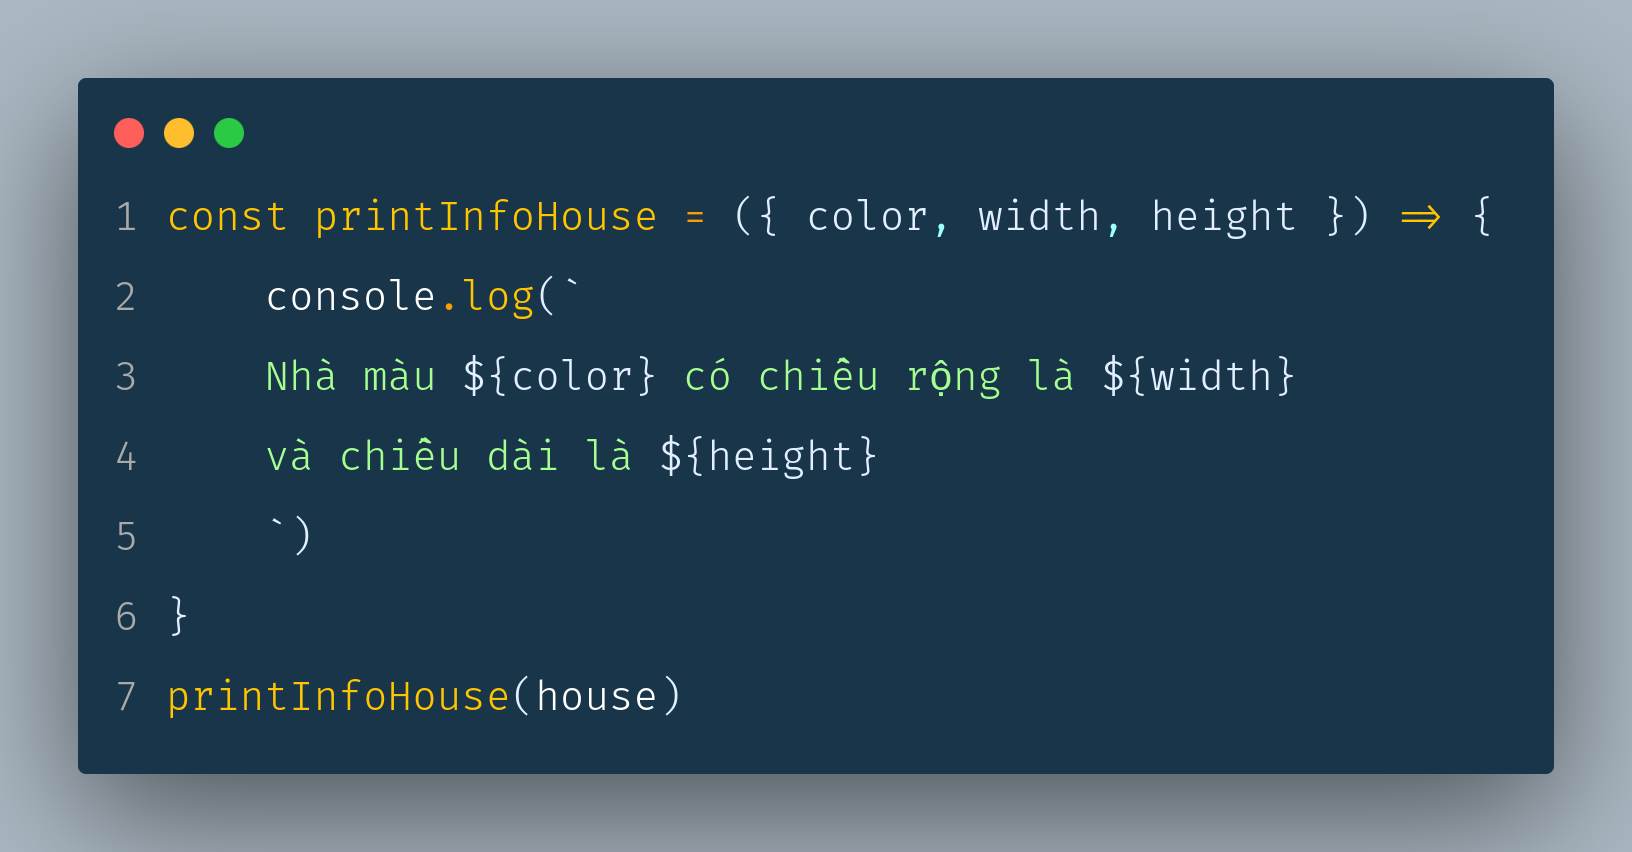 1 const printInfoHouse = ({ color, width, height }) => {
2     console.log(`
3     Nhà màu ${color} có chiều rộng là ${width}
4     và chiều dài là ${height}
5     `)
6 }
7 printInfoHouse(house)